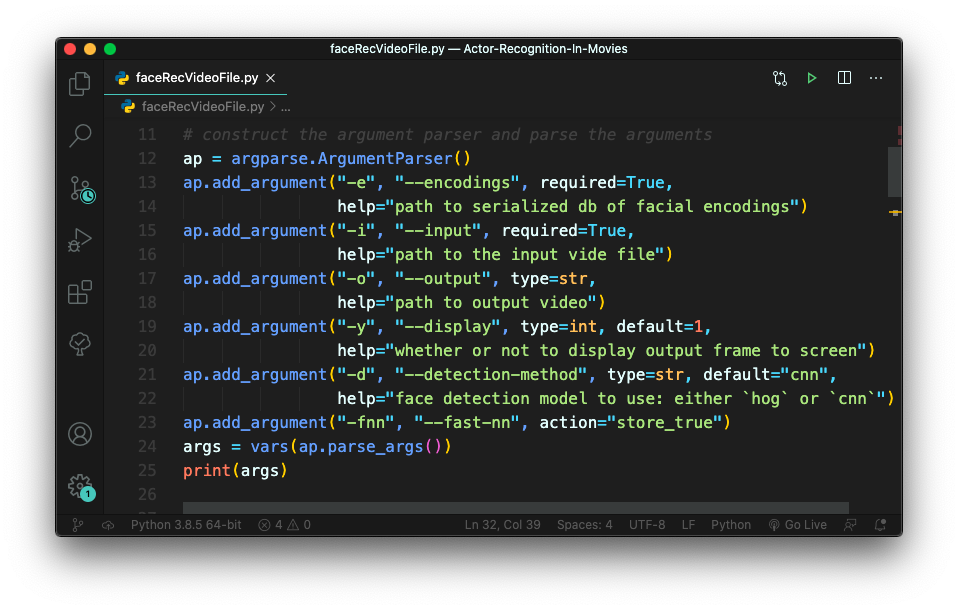 faceRecVideoFile.py — Actor-Recognition-In-Movies
faceRecVideoFile.py
faceRecVideoFile.py > ...
11 # construct the argument parser and parse the arguments
12 ap = argparse.ArgumentParser()
13 ap.add_argument("-e", "--encodings", required=True,
14 help="path to serialized db of facial encodings")
15 ap.add_argument("-i", "--input", required=True,
16 help="path to the input vide file")
17 ap.add_argument("-o", "--output", type=str,
18 help="path to output video")
19 ap.add_argument("-y", "--display", type=int, default=1,
20 help="whether or not to display output frame to screen")
21 ap.add_argument("-d", "--detection-method", type=str, default="cnn",
22 help="face detection model to use: either `hog` or `cnn`")
23 ap.add_argument("-fnn", "--fast-nn", action="store_true")
24 args = vars(ap.parse_args())
25 print(args)
26
1
Python 3.8.5 64-bit 4 0 Ln 32, Col 39 Spaces: 4 UTF-8 LF Python Go Live